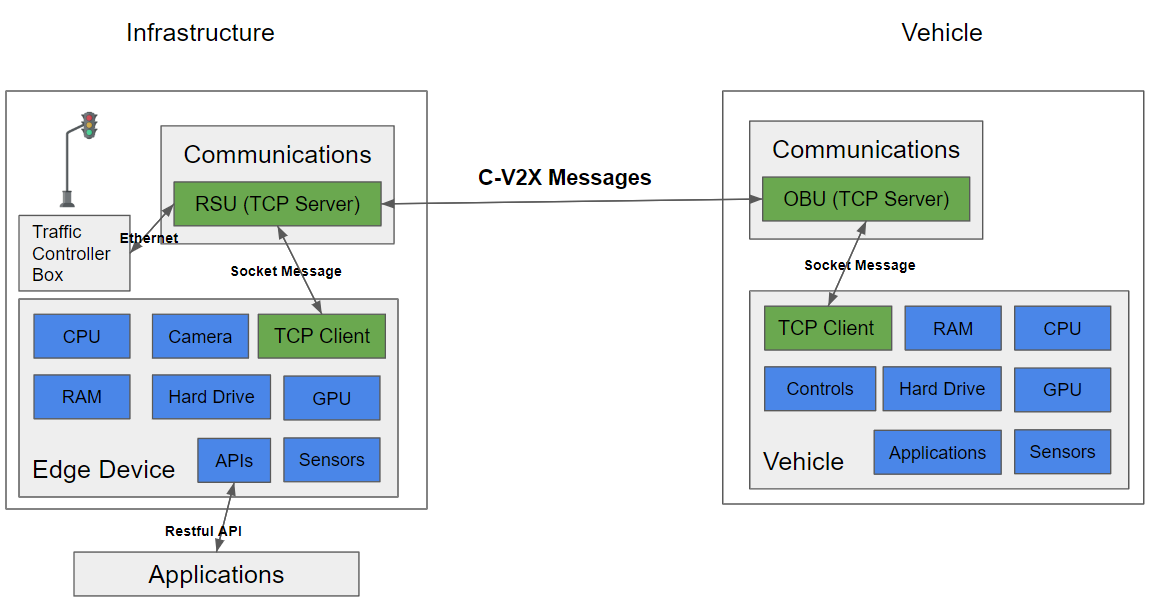 Infrastructure
Vehicle
Communications
RSU (TCP Server)
Traffic
Controller
Box
Ethernet
Socket Message
C-V2X Messages
CPU
Camera
TCP Client
RAM
Hard Drive
GPU
Edge Device
APIs
Sensors
Restful API
Applications
Communications
OBU (TCP Server)
Socket Message
TCP Client
RAM
CPU
Controls
Hard Drive
GPU
Vehicle
Applications
Sensors